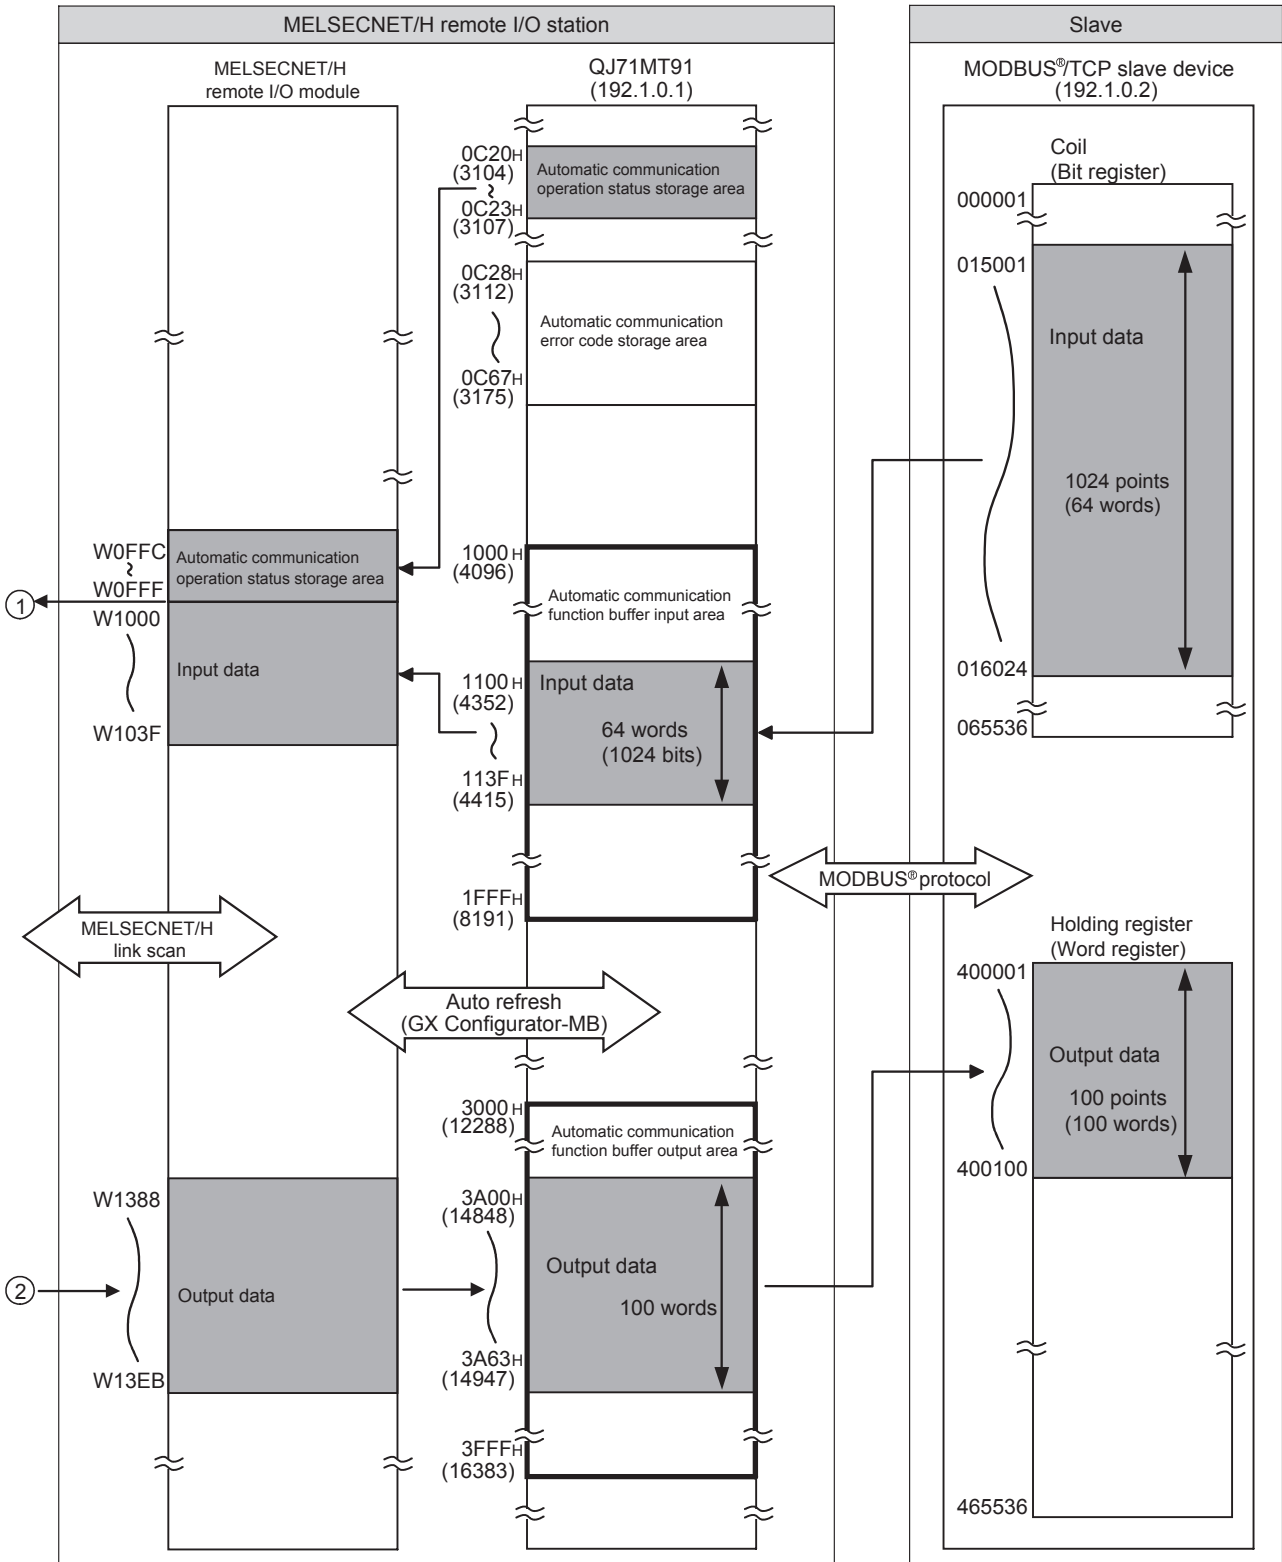 MELSECNET/H remote I/O station
Slave
MELSECNET/H
remote I/O module
QJ71MT91
(192.1.0.1)
MODBUS®/TCP slave device
(192.1.0.2)
0C20H
(3104)
0C23H
(3107)
Automatic communication
operation status storage area
0C28H
(3112)
0C67H
(3175)
Automatic communication
error code storage area
Coil
(Bit register)
000001
015001
Input data
1024 points
(64 words)
016024
065536
W0FFC
W0FFF
Automatic communication
operation status storage area
1
W1000
Input data
W103F
1000H
(4096)
Automatic communication
function buffer input area
1100H
(4352)
Input data
64 words
(1024 bits)
113FH
(4415)
1FFFH
(8191)
MODBUS® protocol
MELSECNET/H
link scan
Auto refresh
(GX Configurator-MB)
Holding register
(Word register)
400001
Output data
100 points
(100 words)
400100
465536
3000H
(12288)
Automatic communication
function buffer output area
W1388
2
Output data
W13EB
3A00H
(14848)
Output data
100 words
3A63H
(14947)
3FFFH
(16383)